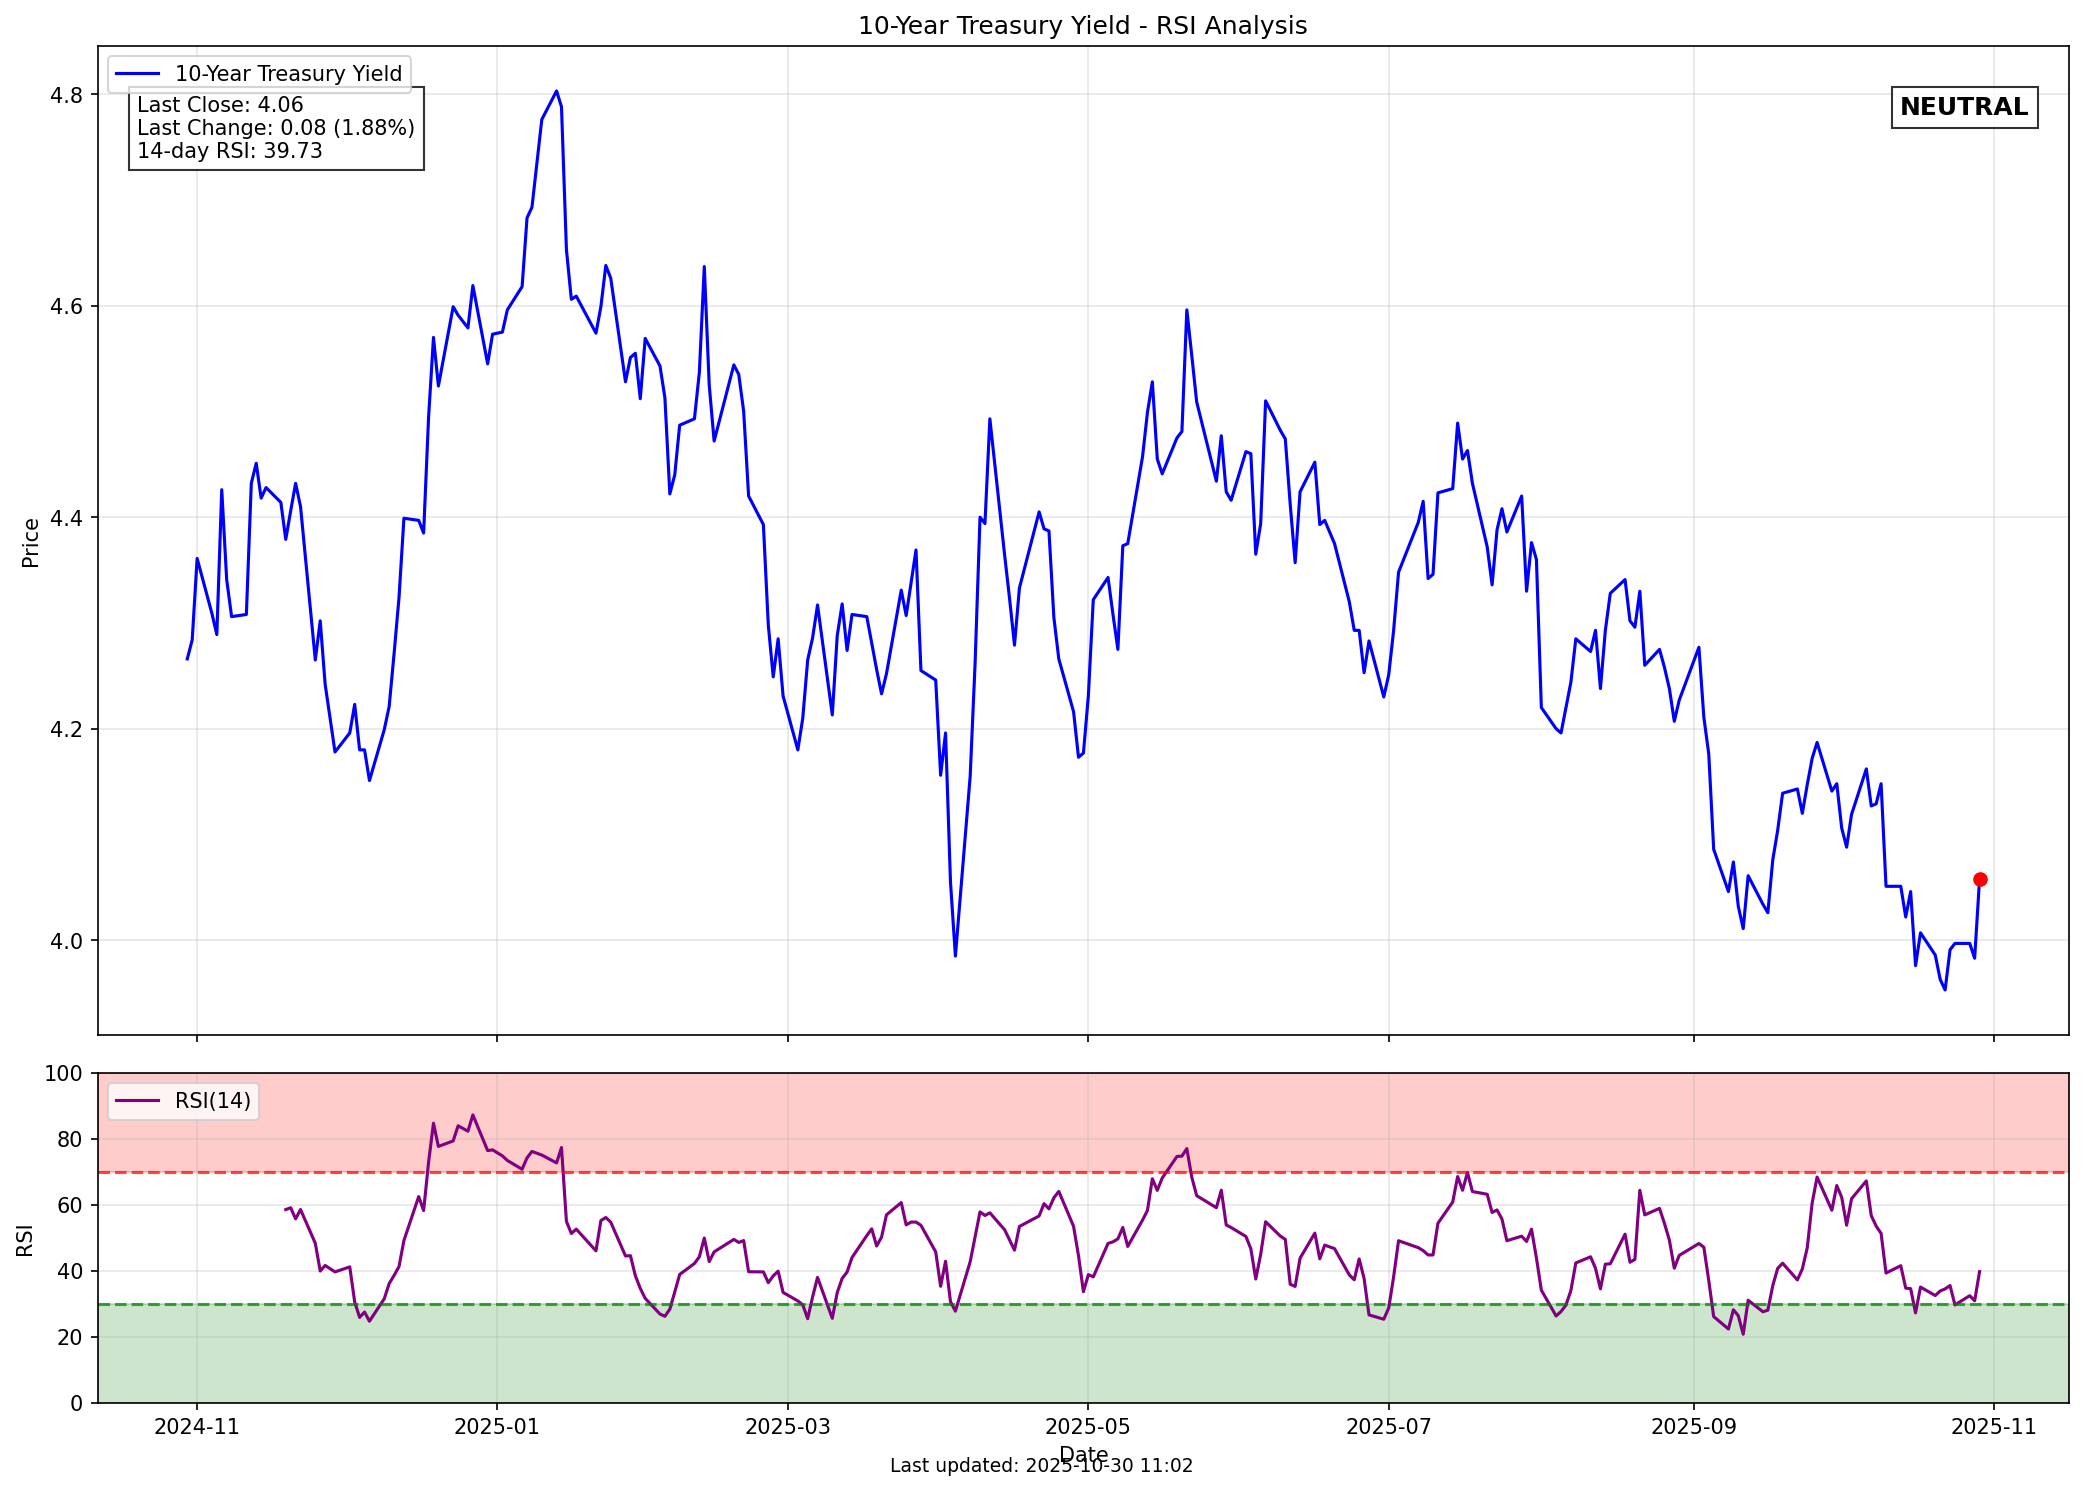 10-Year Treasury Yield - RSI Analysis
10-Year Treasury Yield
Last Close: 4.06
Last Change: 0.08 (1.88%)
14-day RSI: 39.73
NEUTRAL
4.8
4.6
4.4
4.2
4.0
Price
RSI(14)
100
80
60
40
20
0
RSI
2024-11
2025-01
2025-03
2025-05
2025-07
2025-09
2025-11
Date
Last updated: 2025-10-30 11:02